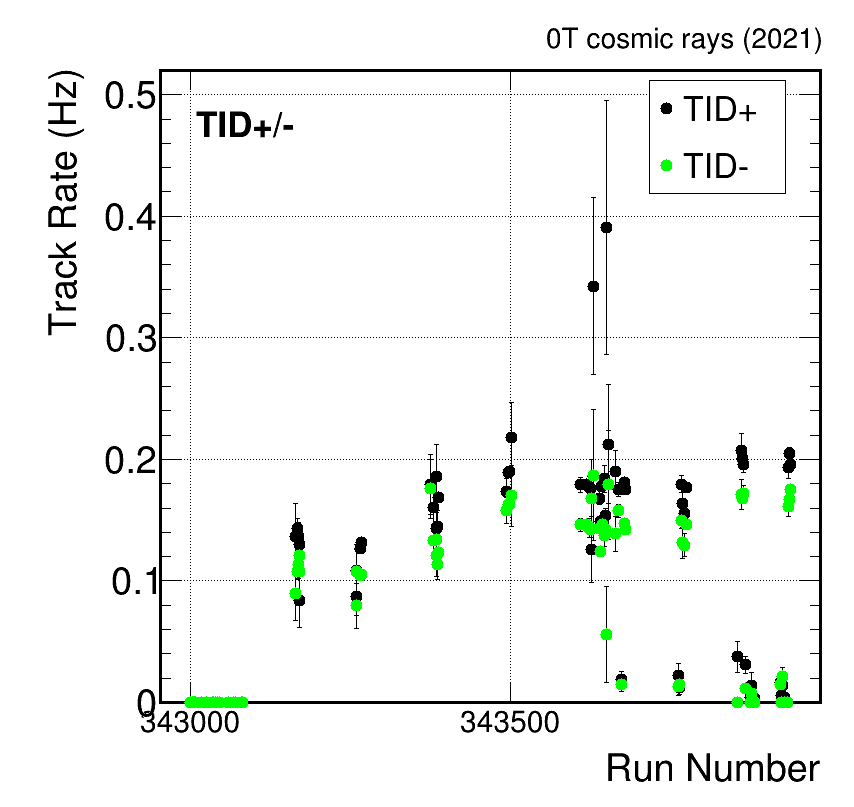 0T cosmic rays (2021)
Track Rate (Hz)
TID+/-
TID+
TID-
0.5
0.4
0.3
0.2
0.1
0
343000
343500
Run Number